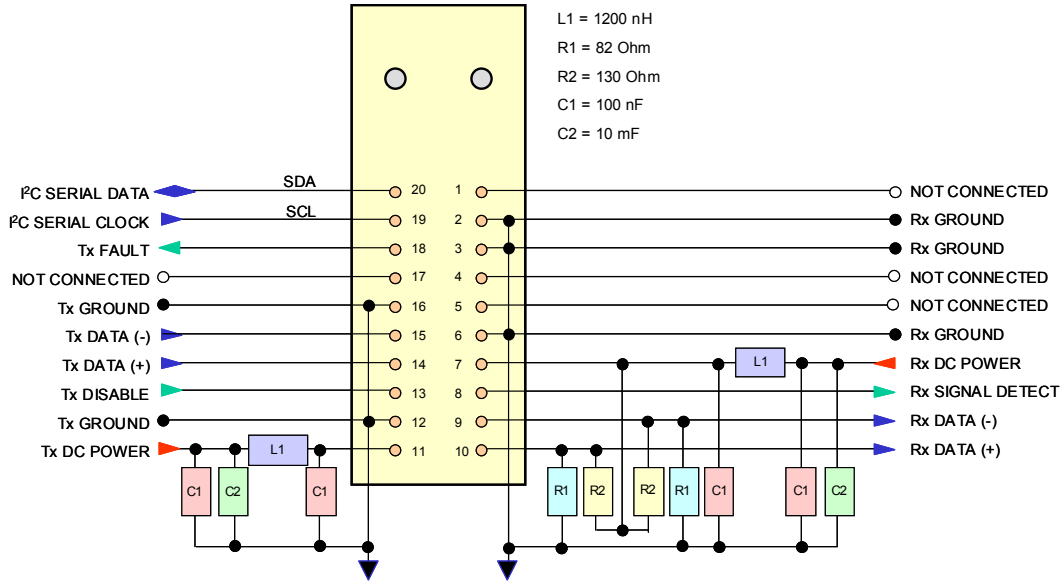 L1 = 1200 nH
R1 = 82 Ohm
R2 = 130 Ohm
C1 = 100 nF
C2 = 10 mF
I²C SERIAL DATA SDA 20 1 NOT CONNECTED
I²C SERIAL CLOCK SCL 19 2 Rx GROUND
Tx FAULT 18 3 Rx GROUND
NOT CONNECTED 17 4 NOT CONNECTED
Tx GROUND 16 5 NOT CONNECTED
Tx DATA (-) 15 6 Rx GROUND
Tx DATA (+) 14 7 L1 Rx DC POWER
Tx DISABLE 13 8 Rx SIGNAL DETECT
Tx GROUND 12 9 Rx DATA (-)
Tx DC POWER L1 11 10 Rx DATA (+)
C1 C2 C1 R1 R2 R2 R1 C1 C1 C2